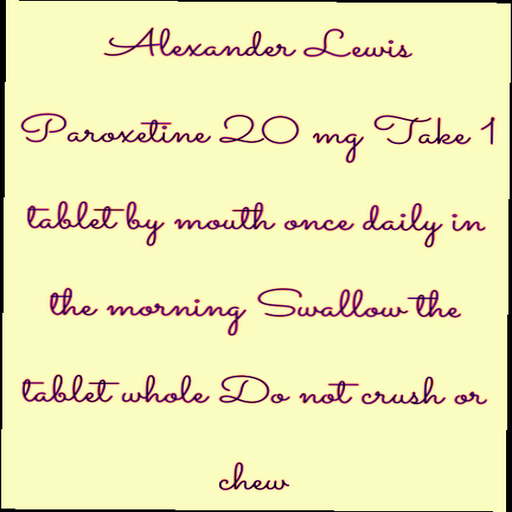 Alexander Lewis
Paroxetine 20 mg Take 1
tablet by mouth once daily in
the morning Swallow the
tablet whole Do not crush or
chew